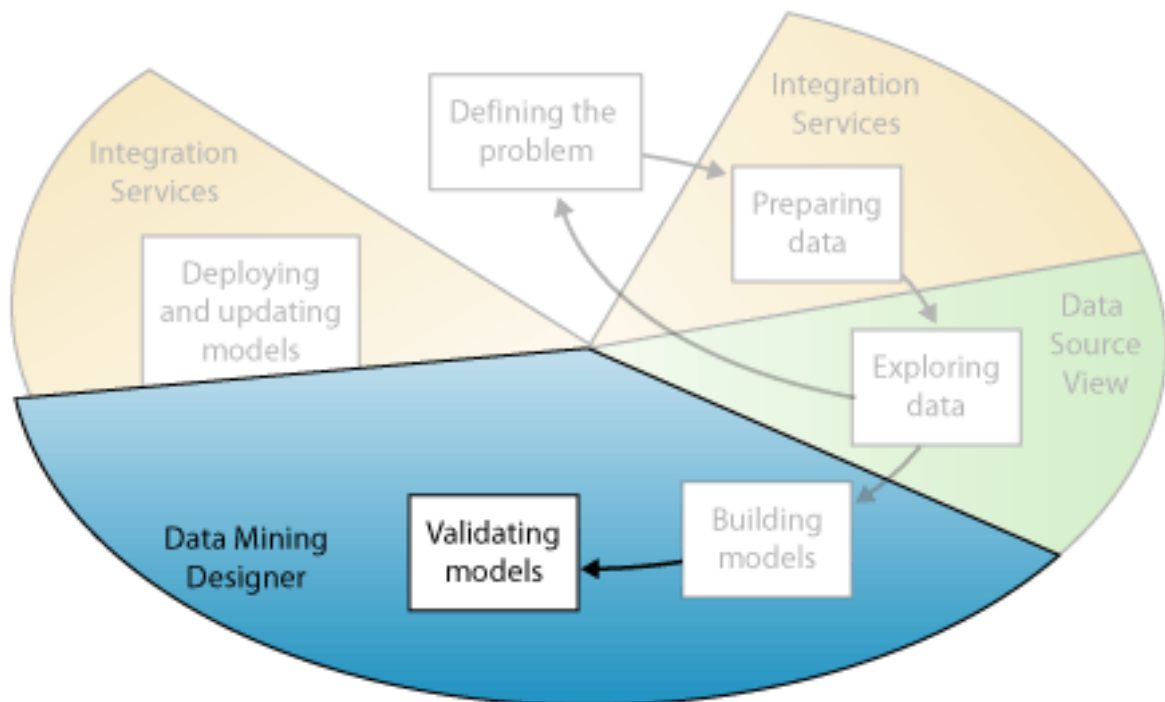 Defining the
problem
Integration
Services
Preparing
data
Data
Source
View
Exploring
data
Building
models
Validating
models
Data Mining
Designer
Integration
Services
Deploying
and updating
models